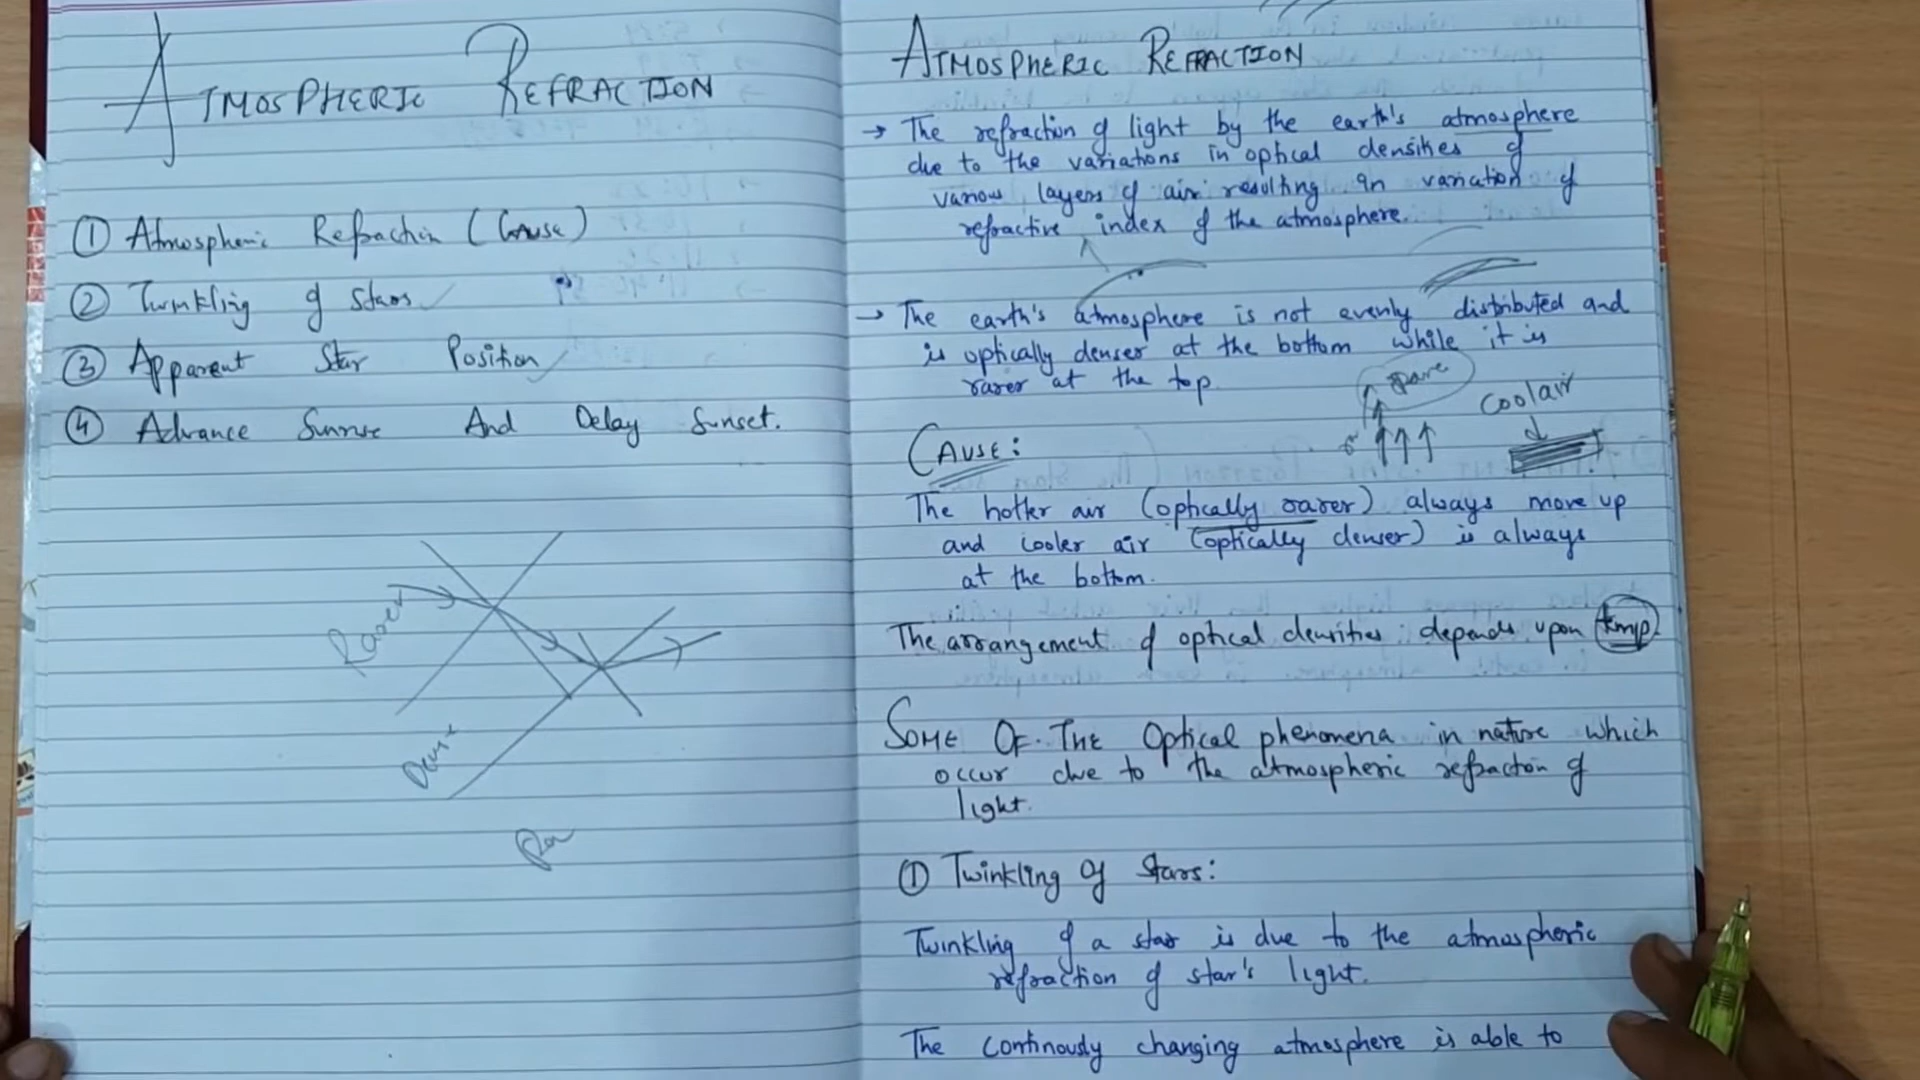 ATMOSPHERIC REFRACTION
① Atmospheric Refraction (Cause)
② Twinkling of Stars
③ Apparent Star Position
④ Advance Sunrise And Delay Sunset.
Rarer
ATMOSPHERIC REFRACTION
→ The refraction of light by the earth's atmosphere
due to the variations in optical densities of
various layers of air resulting in variation of
refractive index of the atmosphere.
→ The earth's atmosphere is not evenly distributed and
is optically denser at the bottom while it is
rarer at the top.
Cool air
CAUSE:
The hotter air (optically rarer) always move up
and cooler air (optically denser) is always
at the bottom.
The arrangement of optical densities depends upon temp.
SOME OF THE Optical phenomena in nature which
occur due to the atmospheric refraction of
light.
① Twinkling Of Stars:
Twinkling of a star is due to the atmospheric
refraction of star's light.
The continously changing atmosphere is able to